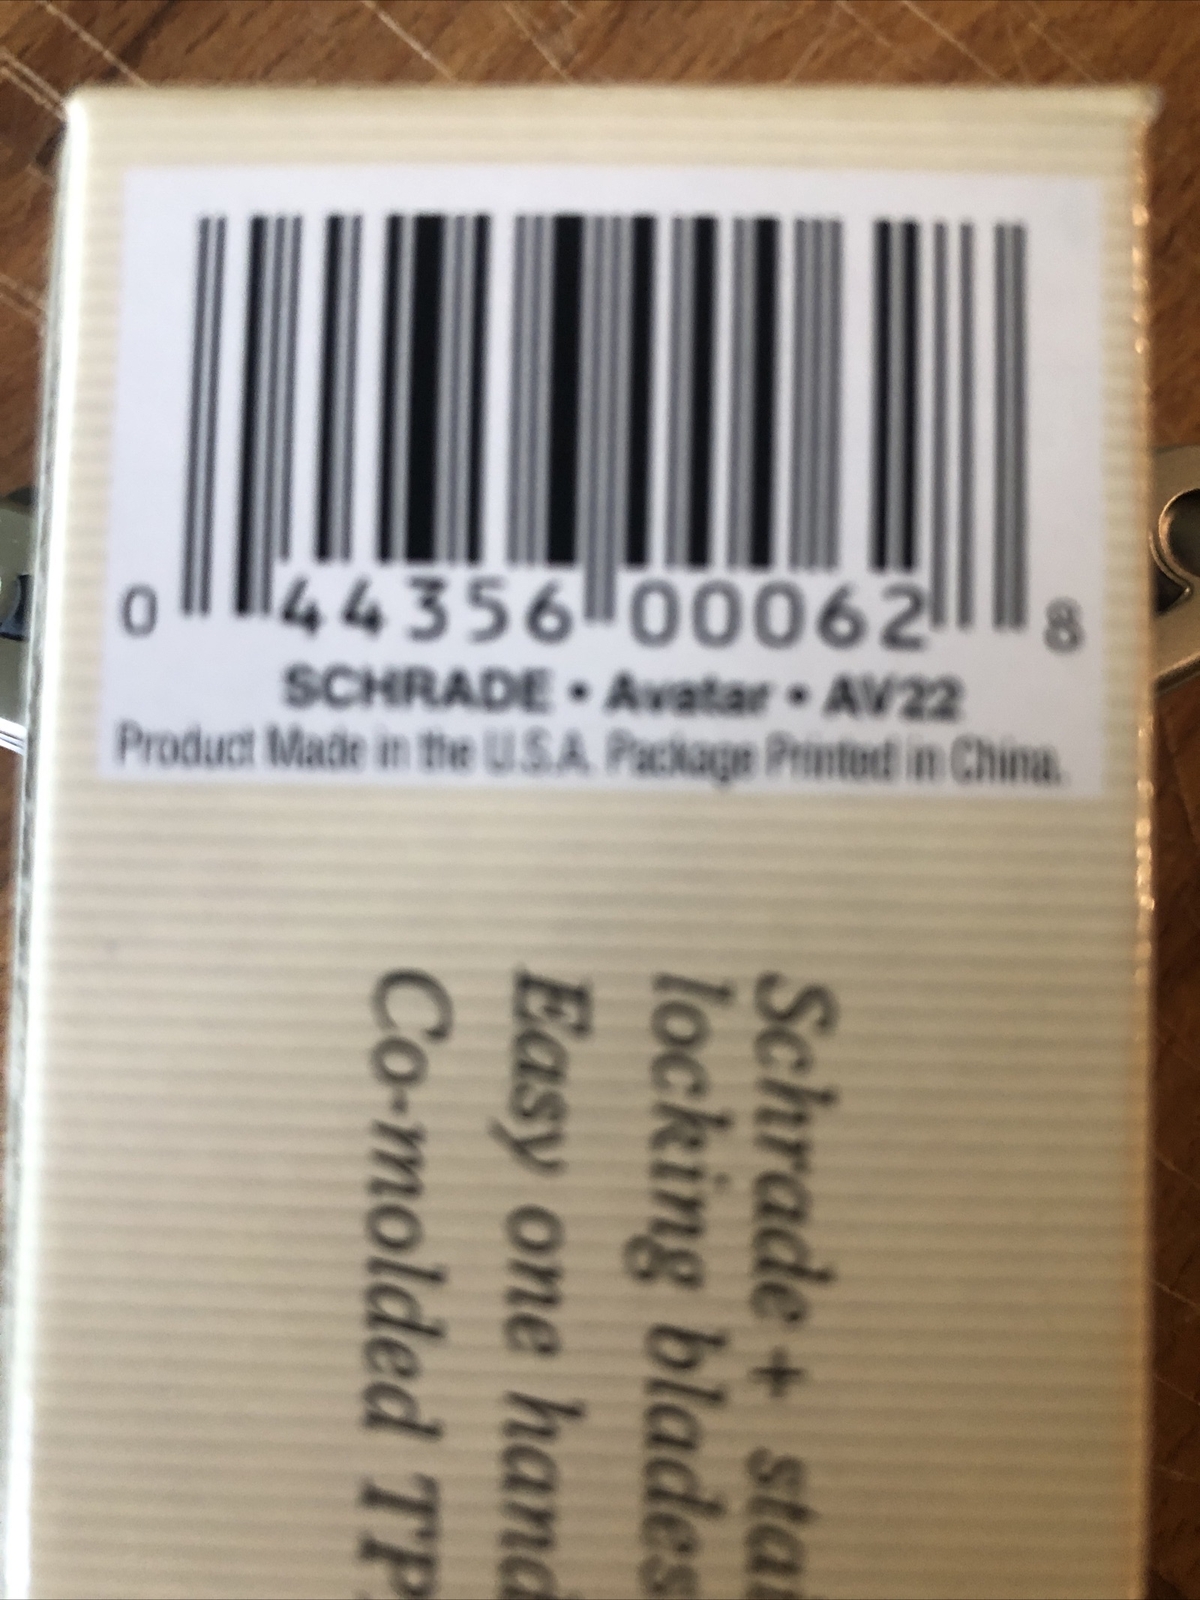 0 44356 00062 8
SCHRADE • Avatar • AV22
Product Made in the U.S.A. Package Printed in China.
Schrade+ stai
locking blades
Easy one hand
Co-molded TP